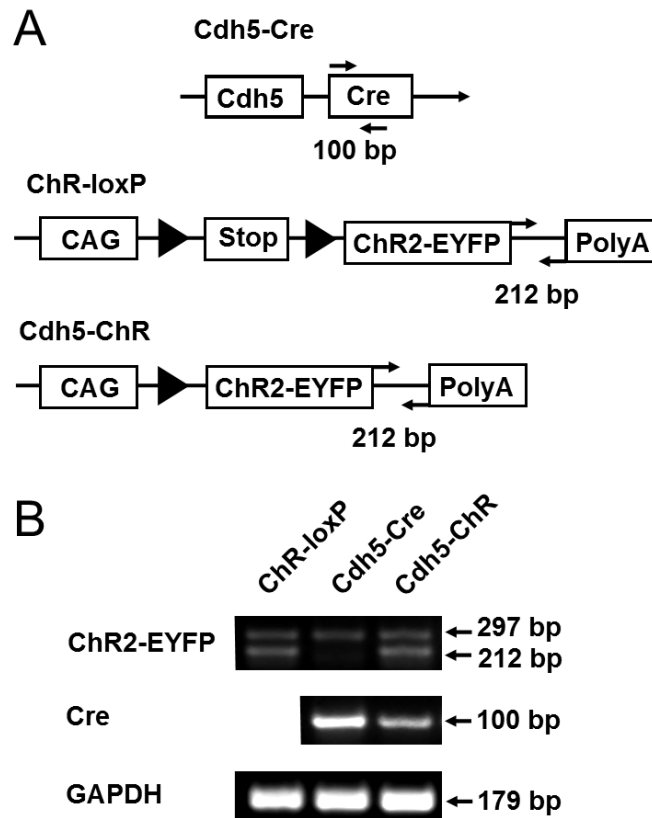 A
Cdh5-Cre
Cdh5 Cre
100 bp
ChR-loxP
CAG Stop ChR2-EYFP PolyA
212 bp
Cdh5-ChR
CAG ChR2-EYFP PolyA
212 bp
B
ChR-loxP Cdh5-Cre Cdh5-ChR
ChR2-EYFP 297 bp
212 bp
Cre 100 bp
GAPDH 179 bp